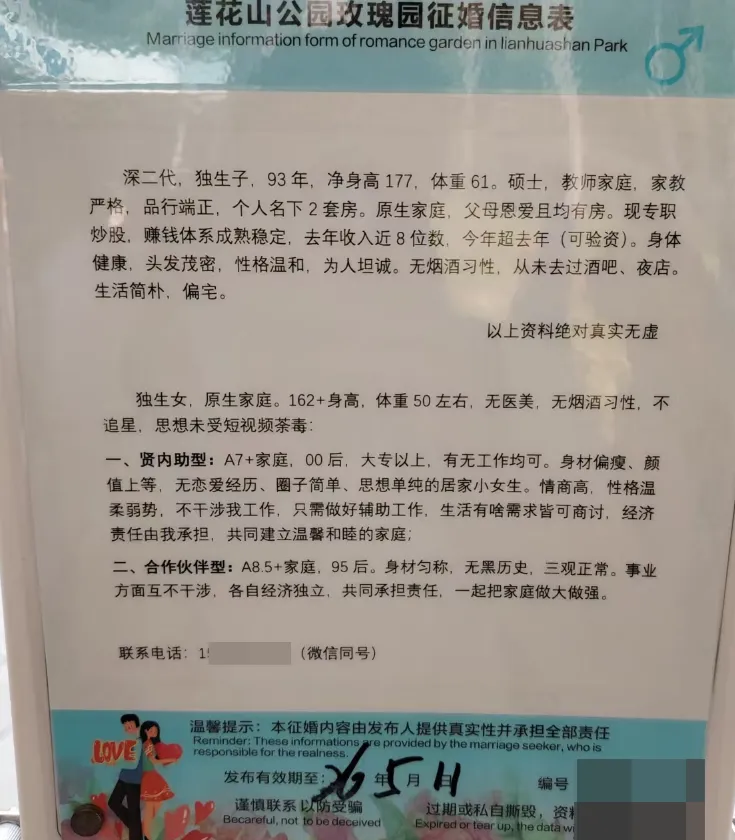 莲花山公园玫瑰园征婚信息表
Marriage information form of romance garden in lianhuashan Park
深二代，独生子，93 年，净身高 177，体重 61。硕士，教师家庭，家教
严格，品行端正，个人名下 2 套房。原生家庭，父母恩爱且均有房。现专职
炒股，赚钱体系成熟稳定，去年收入近 8 位数，今年超去年（可验资）。身体
健康，头发茂密，性格温和，为人坦诚。无烟酒习性，从未去过酒吧、夜店。
生活简朴，偏宅。
以上资料绝对真实无虚
独生女，原生家庭。162+身高，体重 50 左右，无医美，无烟酒习性，不
追星，思想未受短视频荼毒：
一、贤内助型：A7+家庭，00 后，大专以上，有无工作均可。身材偏瘦、颜
值上等，无恋爱经历、圈子简单、思想单纯的居家小女生。情商高，性格温
柔弱势，不干涉我工作，只需做好辅助工作，生活有啥需求皆可商讨，经济
责任由我承担，共同建立温馨和睦的家庭；
二、合作伙伴型：A8.5+家庭，95 后。身材匀称，无黑历史，三观正常。事业
方面互不干涉，各自经济独立，共同承担责任，一起把家庭做大做强。
联系电话：1（微信同号）
LOVE
温馨提示：本征婚内容由发布人提供真实性并承担全部责任
Reminder: These informations are provided by the marriage seeker, who is
responsible for the realness.
发布有效期至：26 年 5 月 11 日 编号
谨慎联系以防受骗 过期或私自撕毁，资料
Becareful, not to be deceived Expired or tear up, the data w